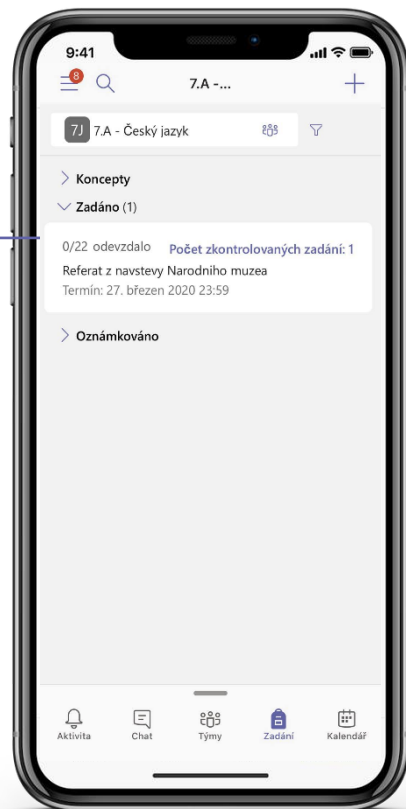 9:41
8
7.A -...
7J 7.A - Český jazyk
Koncepty
Zadáno (1)
0/22 odevzdalo Počet zkontrolovaných zadání: 1
Referat z navstevy Narodniho muzea
Termín: 27. březen 2020 23:59
Oznámkováno
Aktivita Chat Týmy Zadání Kalendář